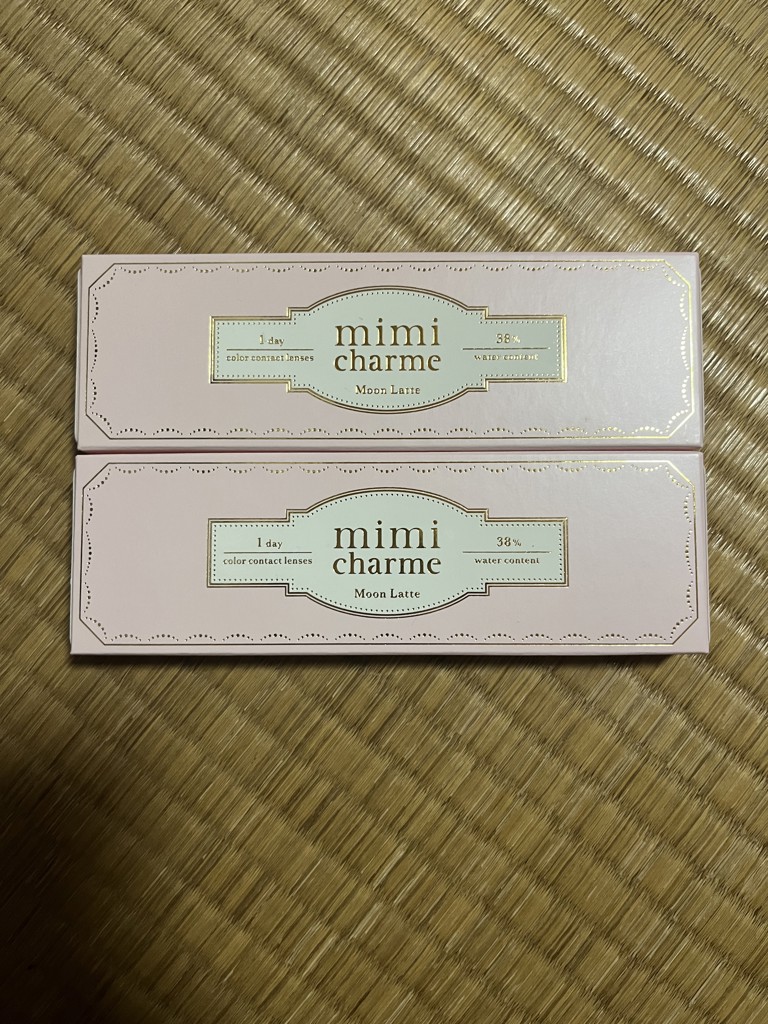 1 day
color contact lenses
mimi
charme
Moon Latte
38%
water content
1 day
color contact lenses
mimi
charme
Moon Latte
38%
water content